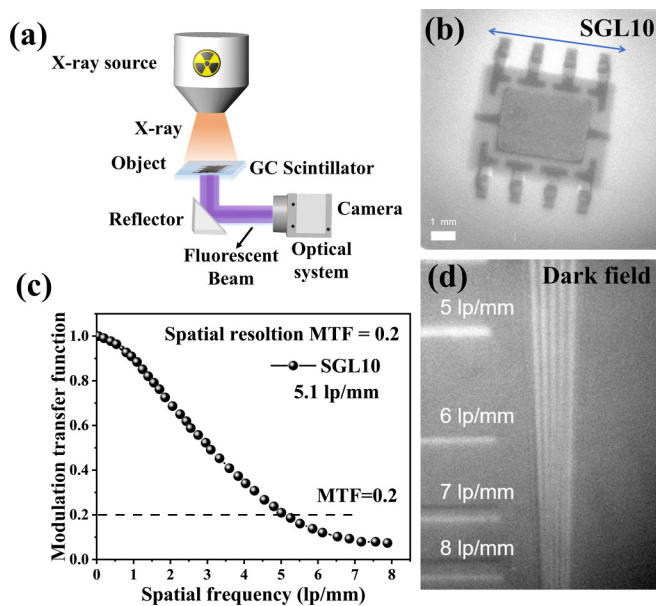 (a)
X-ray source
X-ray
Object
GC Scintillator
Reflector
Camera
Fluorescent
Beam
Optical
system
(b)
SGL10
1 mm
(c)
Modulation transfer function
1.0
0.8
0.6
0.4
0.2
0.0
Spatial resoltion MTF = 0.2
SGL10
5.1 lp/mm
MTF=0.2
0 1 2 3 4 5 6 7 8
Spatial frequency (lp/mm)
(d)
Dark field
5 lp/mm
6 lp/mm
7 lp/mm
8 lp/mm